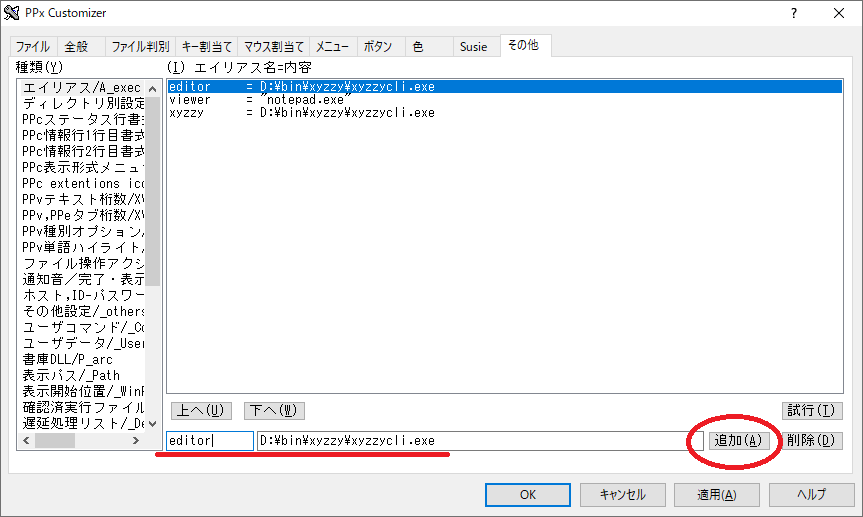 PPx Customizer
ファイル 全般 ファイル判別 キー割当て マウス割当て メニュー ボタン 色 Susie その他
種類(Y)
(I) エイリアス名=内容
エイリアス/A_exec
ディレクトリ別設定
PPcステータス行書式
PPc情報行1行目書式
PPc情報行2行目書式
PPc表示形式メニュー
PPc extentions ico
PPvテキスト桁数/XV
PPv,PPeタブ桁数/XV
PPv種別オプション/
PPv単語ハイライト/
ファイル操作アクシ
通知音/完了・表示
ホスト,ID-パスワー
その他設定/_others
ユーザコマンド/_Co
ユーザデータ/_User
書庫DLL/P_arc
表示パス/_Path
表示開始位置/_WinP
確認済実行ファイル
遅延処理リスト/_De
editor = D:¥bin¥xyzzy¥xyzzycli.exe
viewer = "notepad.exe"
xyzzy = D:¥bin¥xyzzy¥xyzzycli.exe
上へ(U) 下へ(W) 試行(T)
editor D:¥bin¥xyzzy¥xyzzycli.exe 追加(A) 削除(D)
OK キャンセル 適用(A) ヘルプ